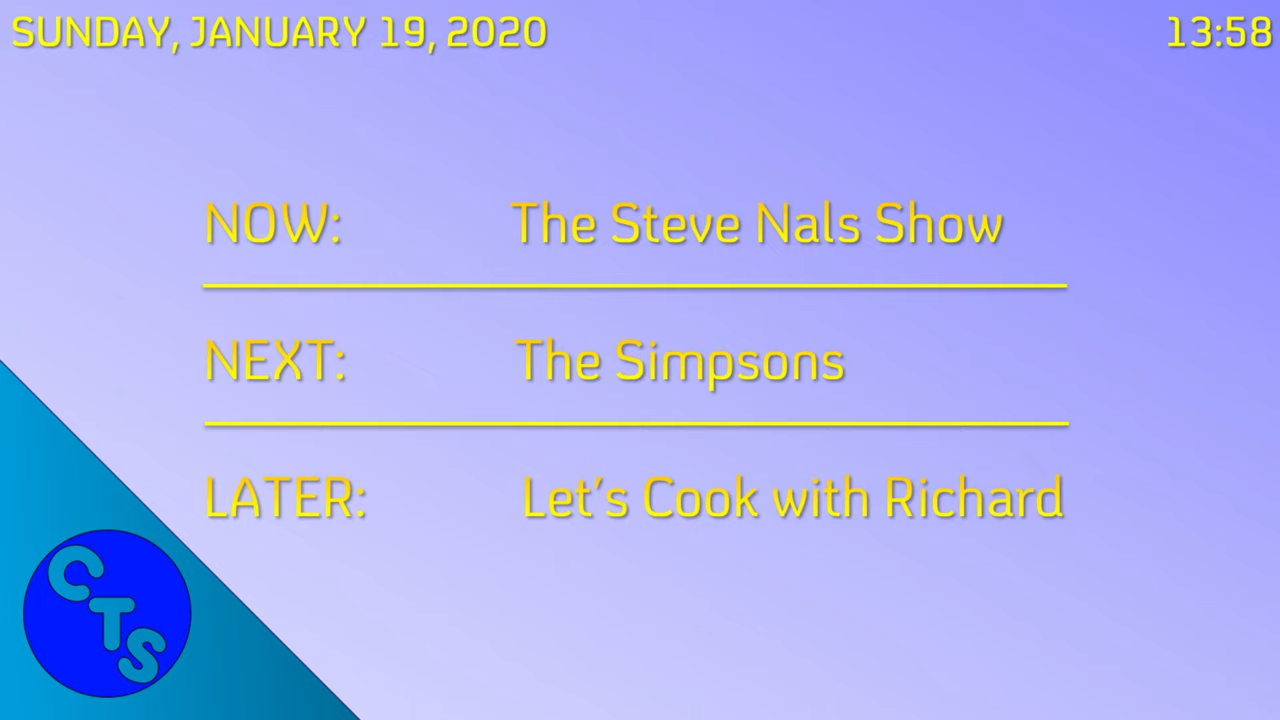 SUNDAY, JANUARY 19, 2020 13:58
NOW: The Steve Nals Show
NEXT: The Simpsons
LATER: Let's Cook with Richard
CTS